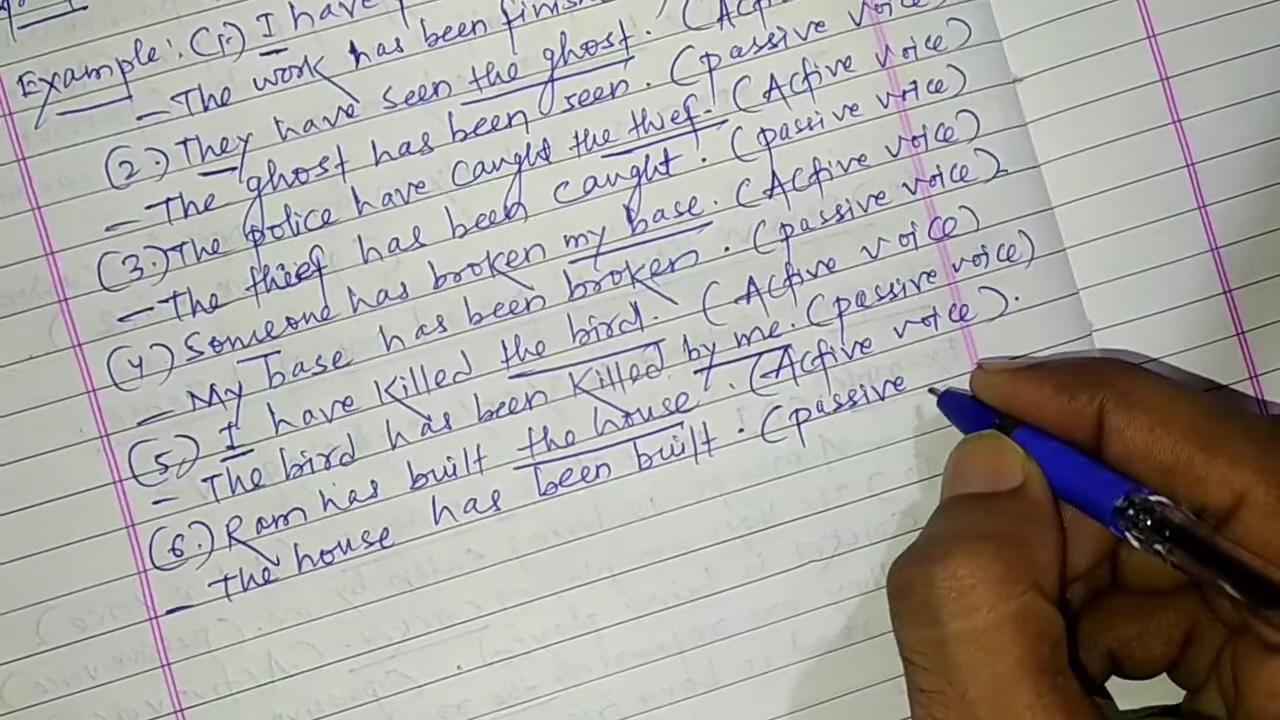 Example: (1.) I have
- The work has been finis
(2.) They have seen the ghost. (Acti
- The ghost has been seen. (passive voice
(3.) The police have caught the thief. (Active voice)
- The thief has been caught. (passive voice)
(4) Someone has broken my base. (Active voice)
- My base has been broken. (passive voice)
(5.) I have killed the bird. (Active voice)
- The bird has been killed by me. (passive voice)
(6.) Ram has built the house. (Active voice).
- The house has been built. (passive